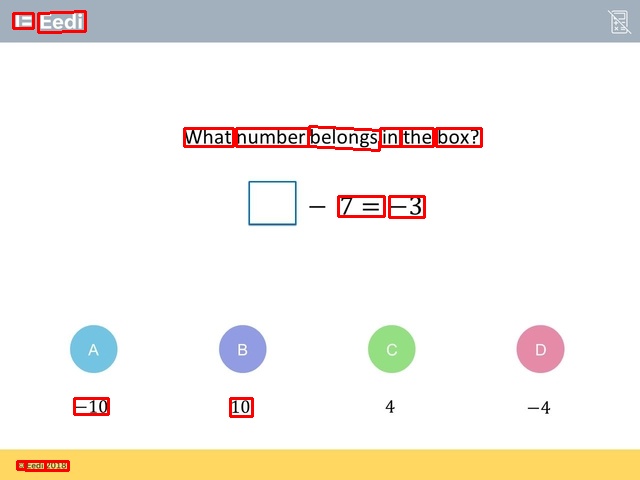 Eedi
What number belongs in the box?
− 7 = −3
A
B
C
D
−10
10
4
−4
© Eedi 2018